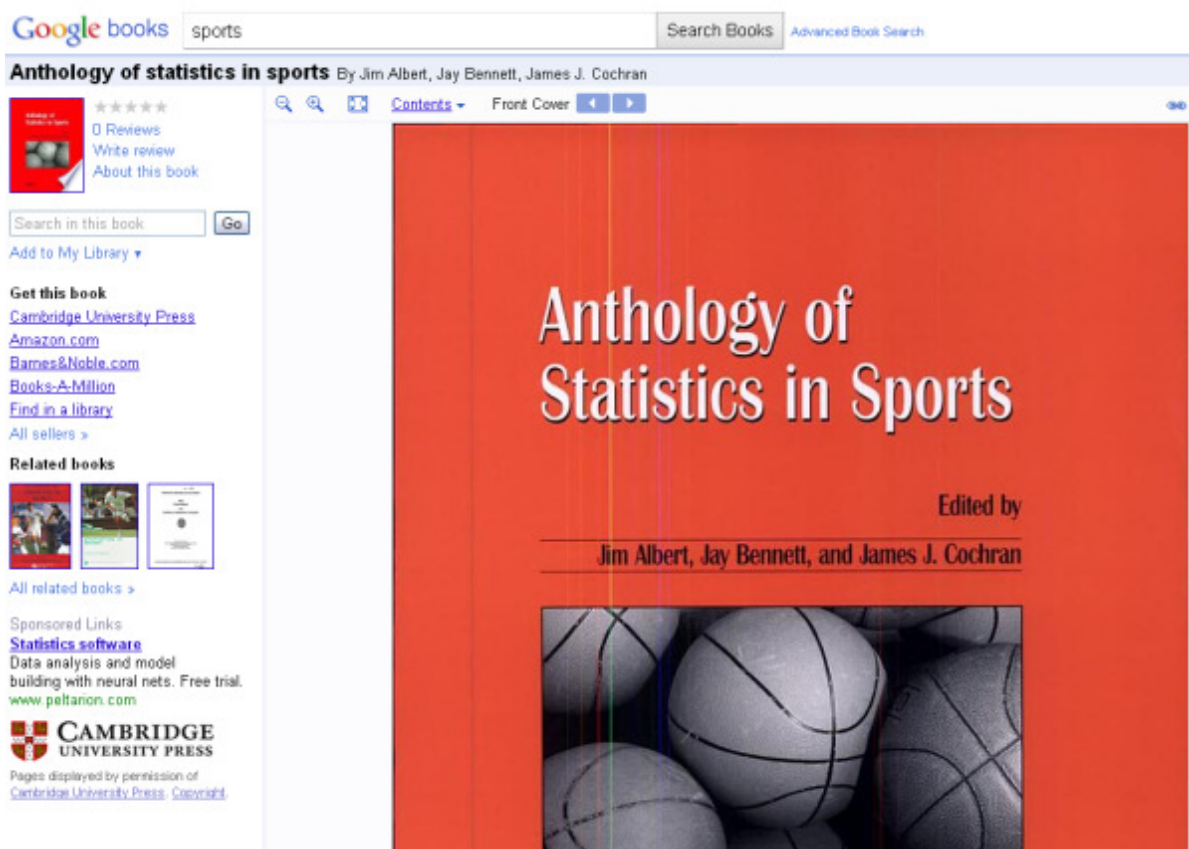 Google books
sports
Search Books
Advanced Book Search
Anthology of statistics in sports By Jim Albert, Jay Bennett, James J. Cochran
0 Reviews
Write review
About this book
Contents
Front Cover
Search in this book
Go
Add to My Library ▾
Get this book
Cambridge University Press
Amazon.com
Barnes&Noble.com
Books-A-Million
Find in a library
All sellers »
Related books
All related books »
Sponsored Links
Statistics software
Data analysis and model
building with neural nets. Free trial.
www.peltarion.com
CAMBRIDGE
UNIVERSITY PRESS
Pages displayed by permission of
Cambridge University Press. Copyright.
Anthology of
Statistics in Sports
Edited by
Jim Albert, Jay Bennett, and James J. Cochran